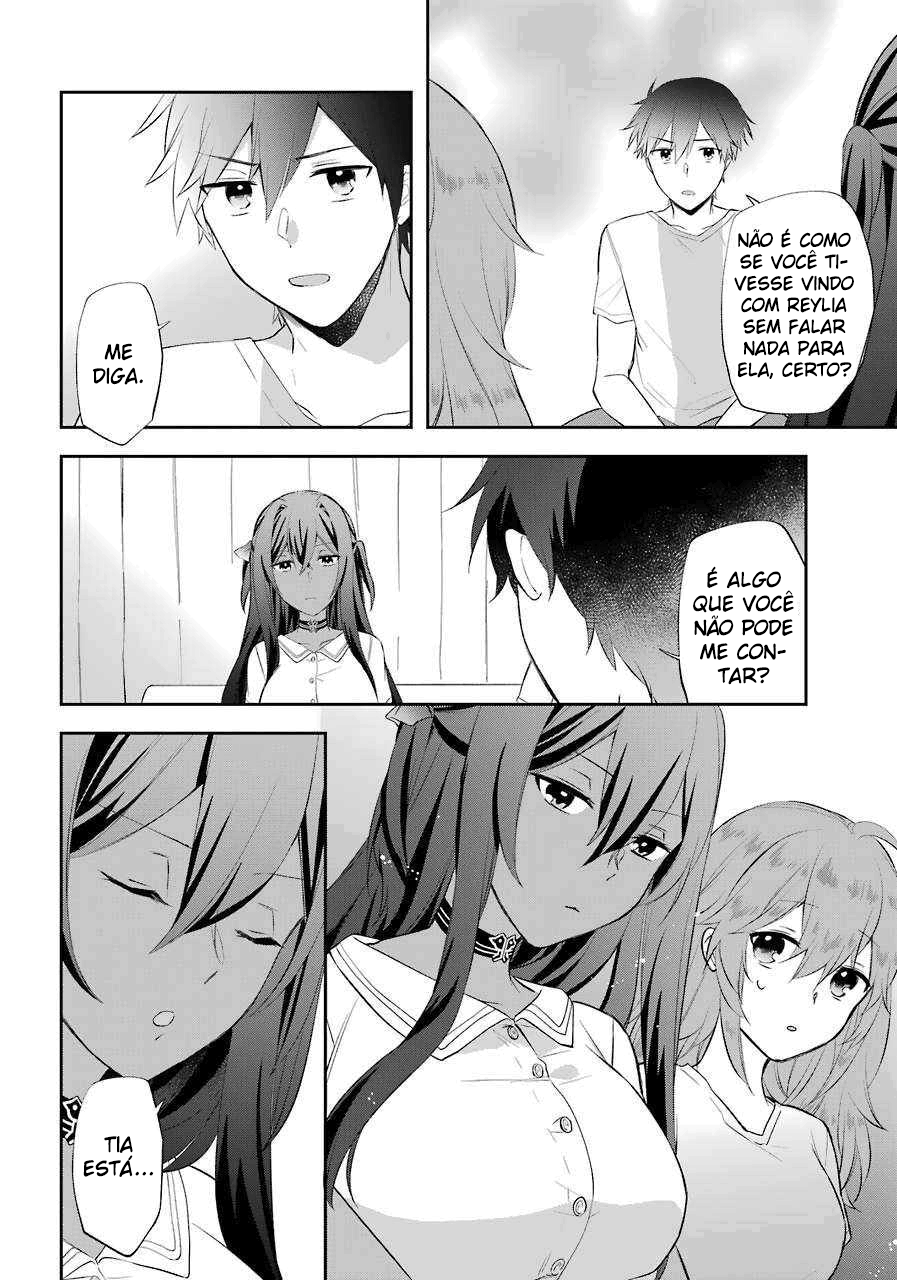 NÃO É COMO
SE VOCÊ TI-
VESSE VINDO
COM REYLIA
SEM FALAR
NADA PARA
ELA, CERTO?
ME
DIGA.
É ALGO
QUE VOCÊ
NÃO PODE
ME CON-
TAR?
TIA
ESTÁ...